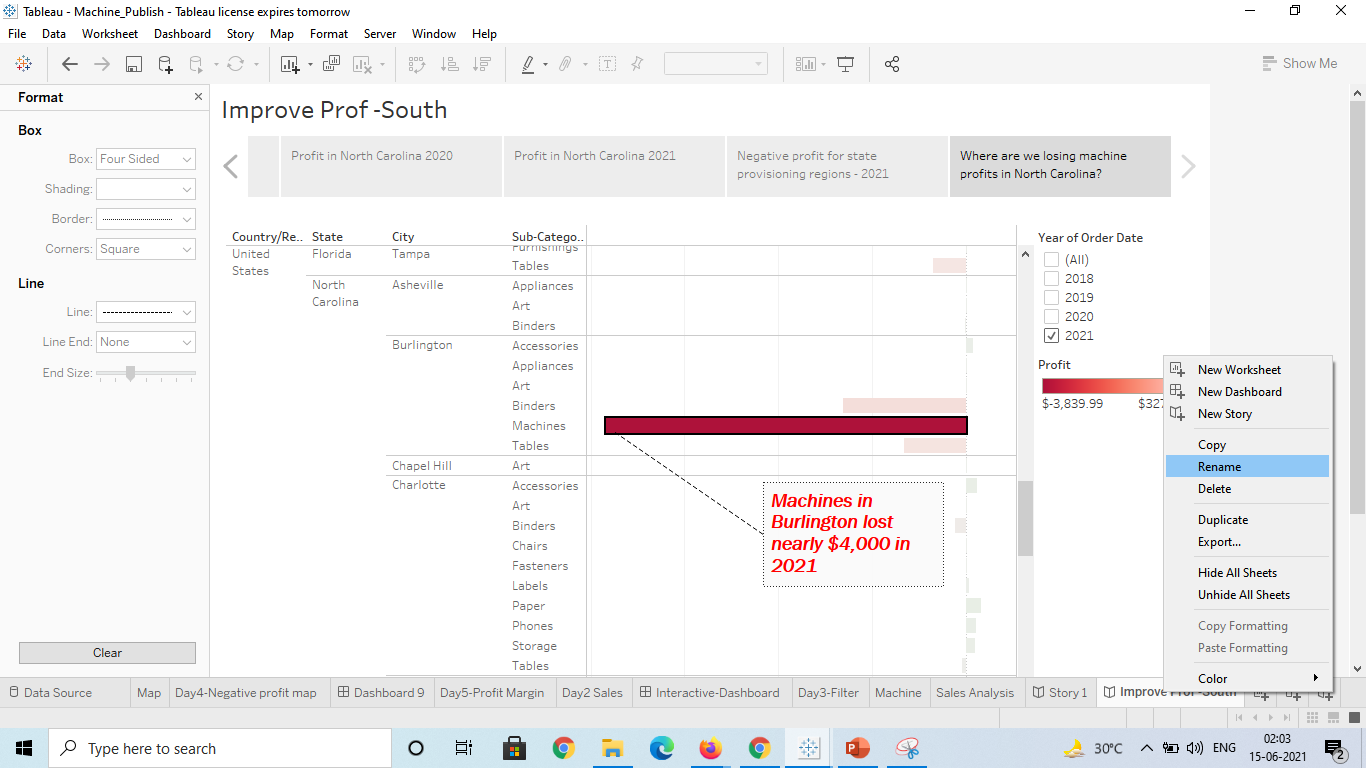 Tableau - Machine_Publish - Tableau license expires tomorrow
File Data Worksheet Dashboard Story Map Format Server Window Help
Show Me
Format
Box
Box: Four Sided
Shading:
Border:
Corners: Square
Line
Line:
Line End: None
End Size:
Clear
Improve Prof -South
Profit in North Carolina 2020
Profit in North Carolina 2021
Negative profit for state
provisioning regions - 2021
Where are we losing machine
profits in North Carolina?
Country/Re.. State City Sub-Catego..
United
States
Florida
Tampa
Furnishings
Tables
North
Carolina
Asheville
Appliances
Art
Binders
Burlington
Accessories
Appliances
Art
Binders
Machines
Tables
Chapel Hill
Art
Charlotte
Accessories
Art
Binders
Chairs
Fasteners
Labels
Paper
Phones
Storage
Tables
Machines in
Burlington lost
nearly $4,000 in
2021
Year of Order Date
(All)
2018
2019
2020
2021
Profit
$-3,839.99 $327
New Worksheet
New Dashboard
New Story
Copy
Rename
Delete
Duplicate
Export...
Hide All Sheets
Unhide All Sheets
Copy Formatting
Paste Formatting
Color
Data Source Map Day4-Negative profit map Dashboard 9 Day5-Profit Margin Day2 Sales Interactive-Dashboard Day3-Filter Machine Sales Analysis Story 1 Improve Prof -South
Type here to search
30°C
ENG
02:03
15-06-2021
2